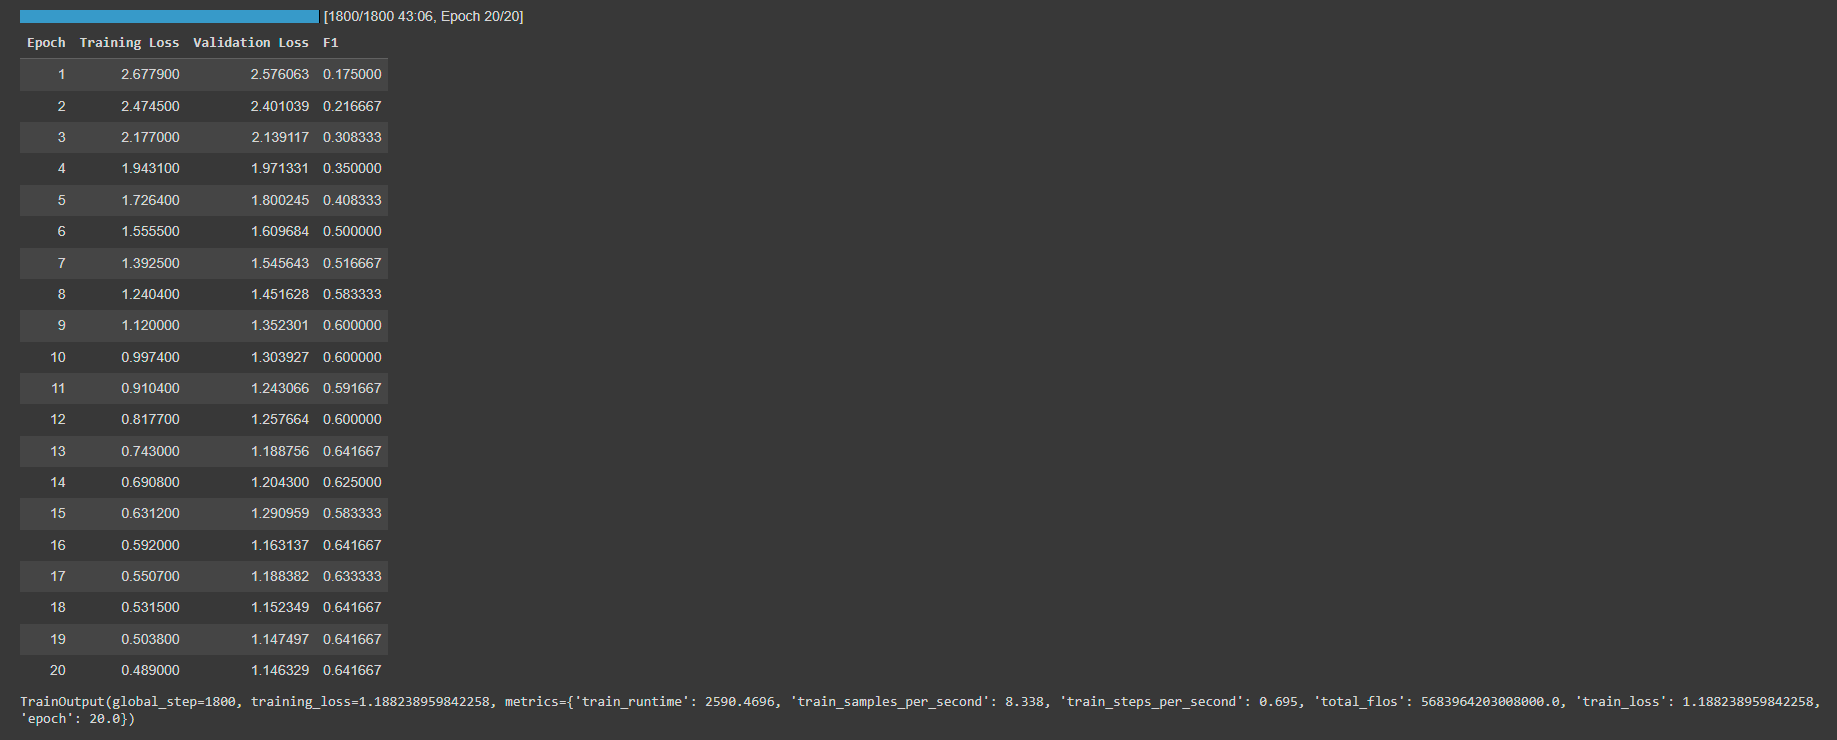 [1800/1800 43:06, Epoch 20/20]
Epoch Training Loss Validation Loss F1
1 2.677900 2.576063 0.175000
2 2.474500 2.401039 0.216667
3 2.177000 2.139117 0.308333
4 1.943100 1.971331 0.350000
5 1.726400 1.800245 0.408333
6 1.555500 1.609684 0.500000
7 1.392500 1.545643 0.516667
8 1.240400 1.451628 0.583333
9 1.120000 1.352301 0.600000
10 0.997400 1.303927 0.600000
11 0.910400 1.243066 0.591667
12 0.817700 1.257664 0.600000
13 0.743000 1.188756 0.641667
14 0.690800 1.204300 0.625000
15 0.631200 1.290959 0.583333
16 0.592000 1.163137 0.641667
17 0.550700 1.188382 0.633333
18 0.531500 1.152349 0.641667
19 0.503800 1.147497 0.641667
20 0.489000 1.146329 0.641667
TrainOutput(global_step=1800, training_loss=1.188238959842258, metrics={'train_runtime': 2590.4696, 'train_samples_per_second': 8.338, 'train_steps_per_second': 0.695, 'total_flos': 5683964203008000.0, 'train_loss': 1.188238959842258,
'epoch': 20.0})